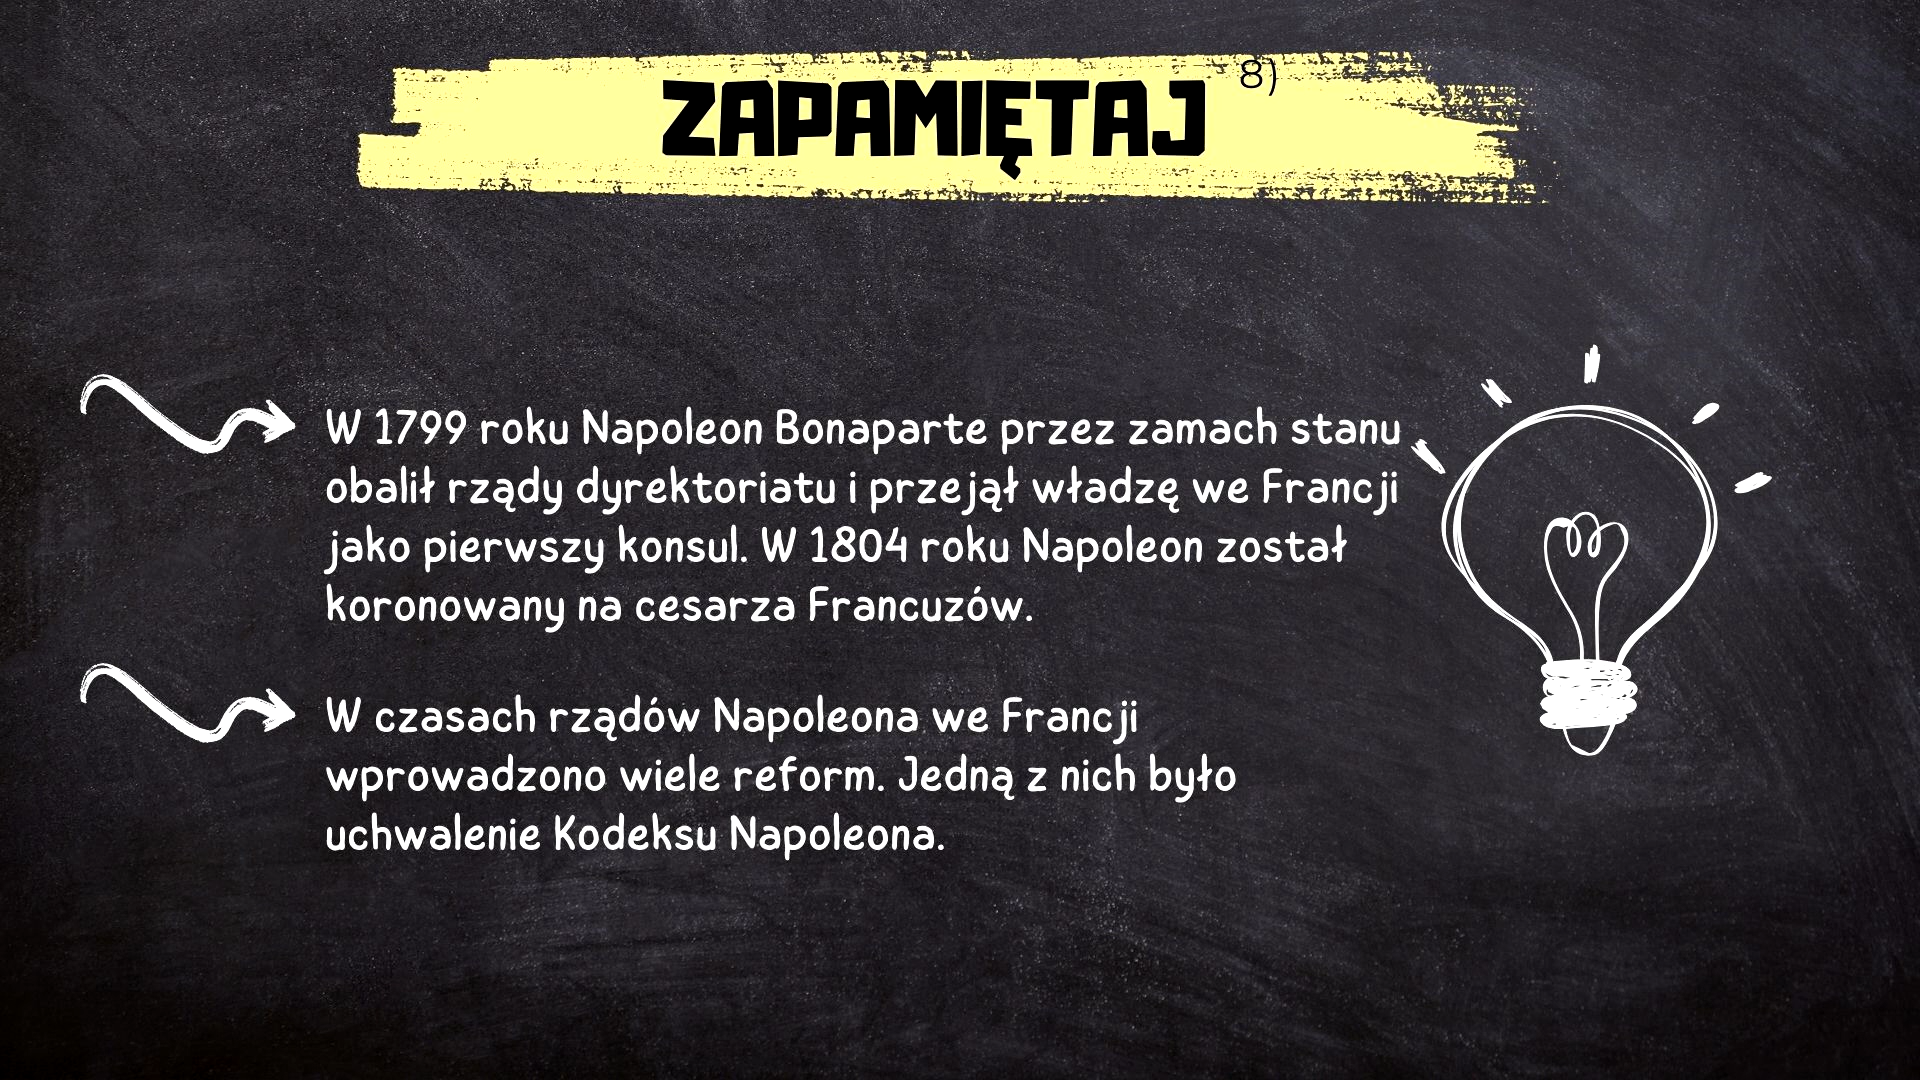 ZAPAMIĘTAJ 8)
W 1799 roku Napoleon Bonaparte przez zamach stanu
obalił rządy dyrektoriatu i przejął władzę we Francji
jako pierwszy konsul. W 1804 roku Napoleon został
koronowany na cesarza Francuzów.
W czasach rządów Napoleona we Francji
wprowadzono wiele reform. Jedną z nich było
uchwalenie Kodeksu Napoleona.